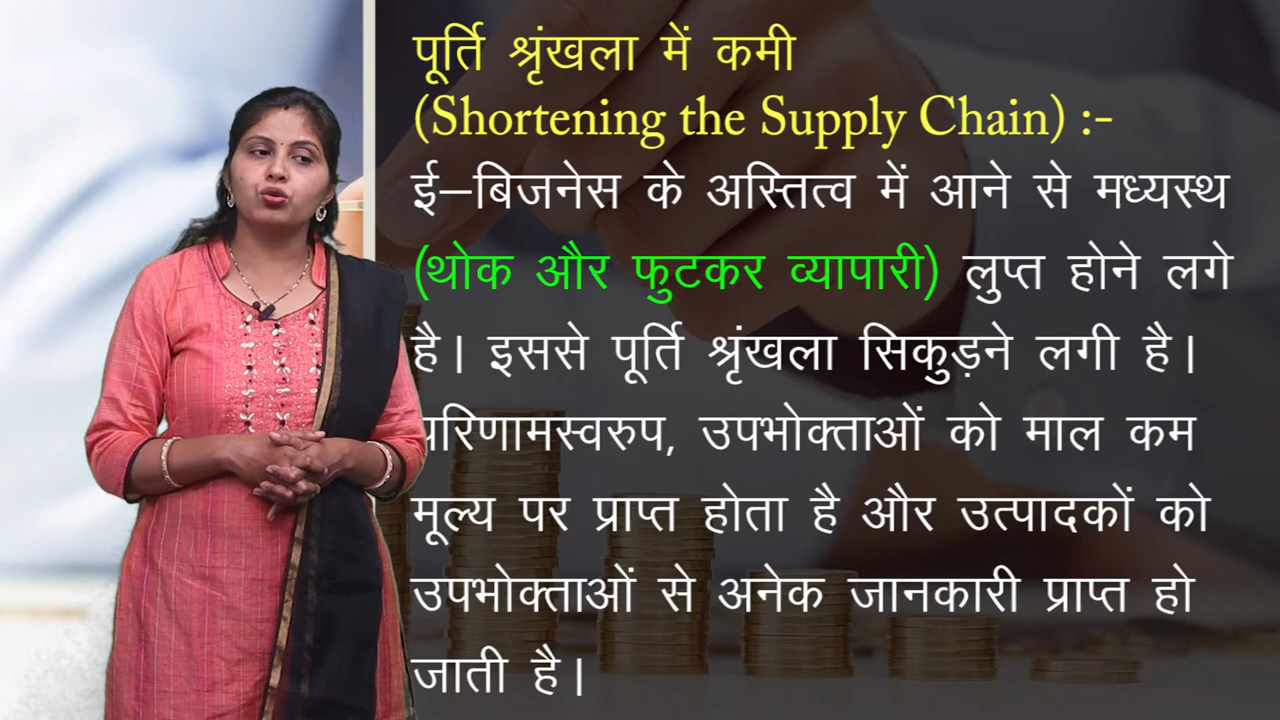 पूर्ति श्रृंखला में कमी
(Shortening the Supply Chain) :-
ई–बिजनेस के अस्तित्व में आने से मध्यस्थ
(थोक और फुटकर व्यापारी) लुप्त होने लगे
है। इससे पूर्ति श्रृंखला सिकुड़ने लगी है।
परिणामस्वरुप, उपभोक्ताओं को माल कम
मूल्य पर प्राप्त होता है और उत्पादकों को
उपभोक्ताओं से अनेक जानकारी प्राप्त हो
जाती है।